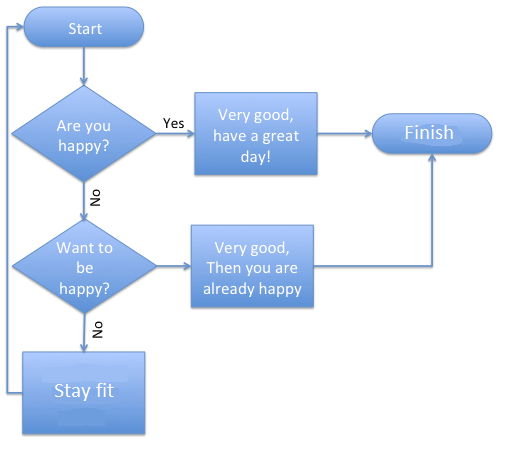 Start
Are you
happy?
Yes
Very good,
have a great
day!
Finish
No
Want to
be
happy?
Very good,
Then you are
already happy
No
Stay fit